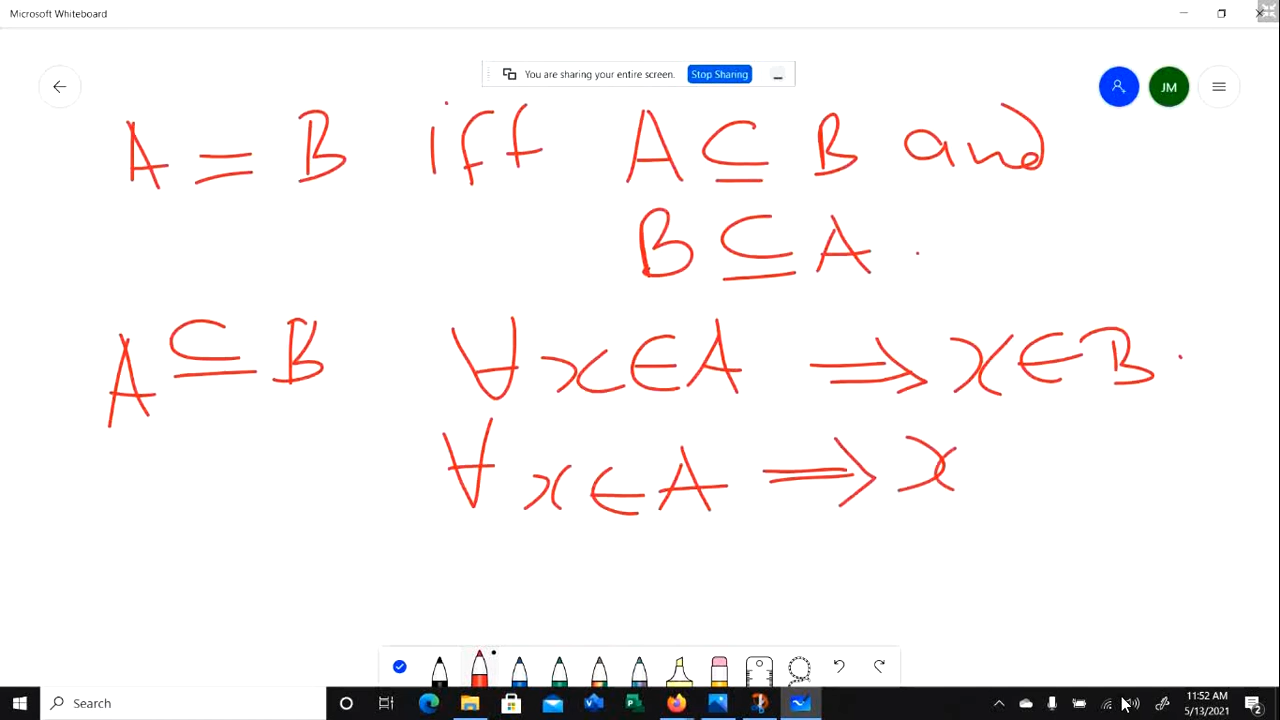 Microsoft Whiteboard
You are sharing your entire screen. Stop Sharing
JM
A = B iff A ⊆ B and
B ⊆ A .
A ⊆ B ∀ x ∈ A ⟹ x ∈ B .
∀ x ∈ A ⟹ x
Search
11:52 AM
5/13/2021
2